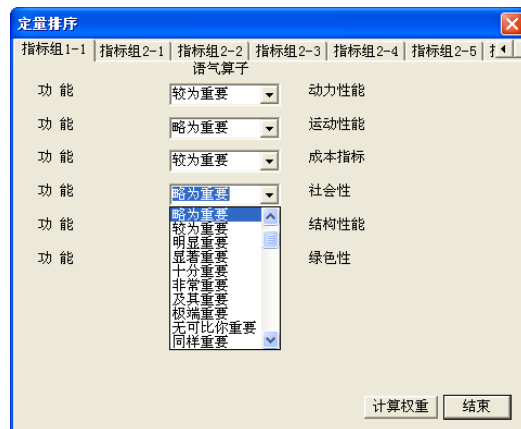 定量排序
指标组1-1 指标组2-1 指标组2-2 指标组2-3 指标组2-4 指标组2-5
语气算子
功 能 较为重要 动力性能
功 能 略为重要 运动性能
功 能 较为重要 成本指标
功 能 略为重要 社会性
功 能 结构性能
功 能 绿色性
略为重要
较为重要
明显重要
显著重要
十分重要
非常重要
及其重要
极端重要
无可比你重要
同样重要
计算权重 结束